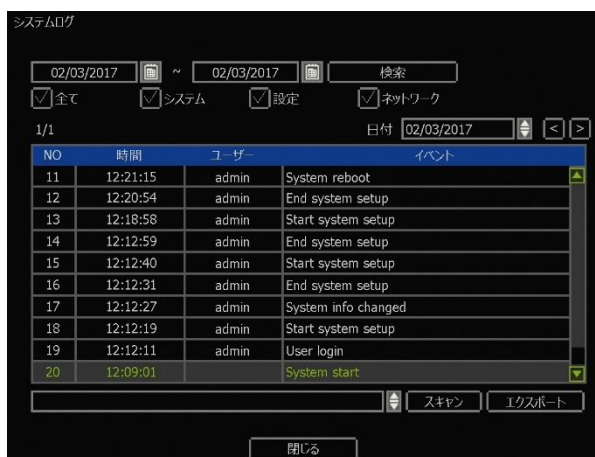 システムログ
02/03/2017 ~ 02/03/2017 検索
全て システム 設定 ネットワーク
1/1 日付 02/03/2017 < >
NO 時間 ユーザー イベント
11 12:21:15 admin System reboot
12 12:20:54 admin End system setup
13 12:18:58 admin Start system setup
14 12:12:59 admin End system setup
15 12:12:40 admin Start system setup
16 12:12:31 admin End system setup
17 12:12:27 admin System info changed
18 12:12:19 admin Start system setup
19 12:12:11 admin User login
20 12:09:01 System start
スキャン エクスポート
閉じる